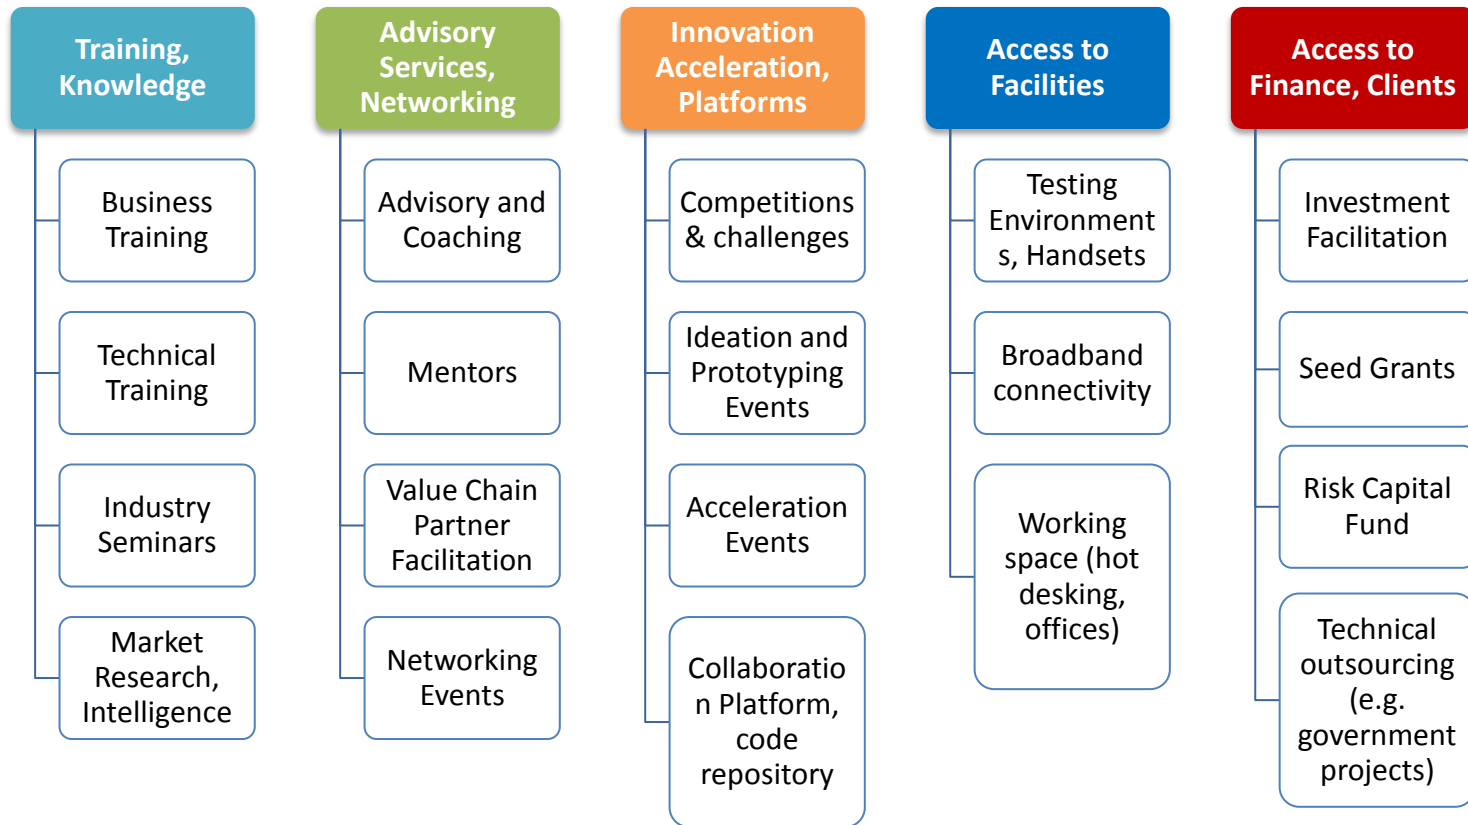 Training,
Knowledge
Business
Training
Technical
Training
Industry
Seminars
Market
Research,
Intelligence
Advisory
Services,
Networking
Advisory and
Coaching
Mentors
Value Chain
Partner
Facilitation
Networking
Events
Innovation
Acceleration,
Platforms
Competitions
& challenges
Ideation and
Prototyping
Events
Acceleration
Events
Collaboratio
n Platform,
code
repository
Access to
Facilities
Testing
Environment
s, Handsets
Broadband
connectivity
Working
space (hot
desking,
offices)
Access to
Finance, Clients
Investment
Facilitation
Seed Grants
Risk Capital
Fund
Technical
outsourcing
(e.g.
government
projects)